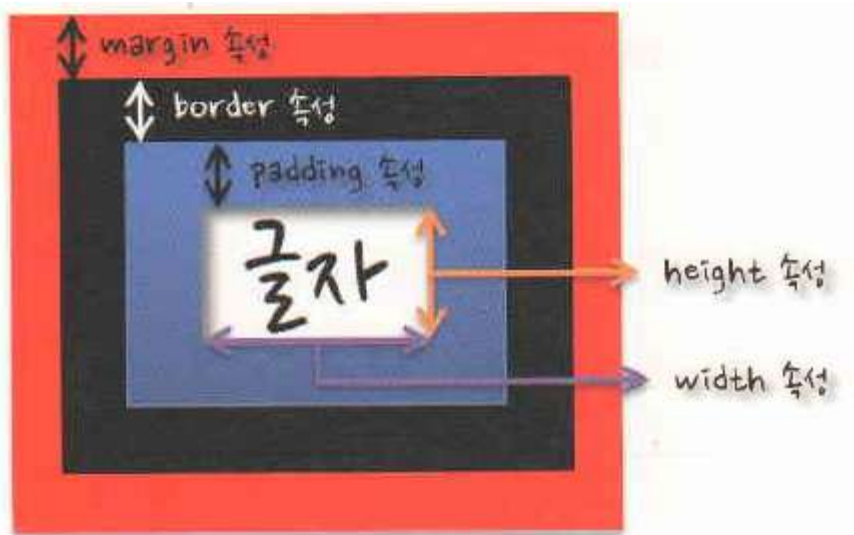 margin 속성
border 속성
padding 속성
글자
height 속성
width 속성